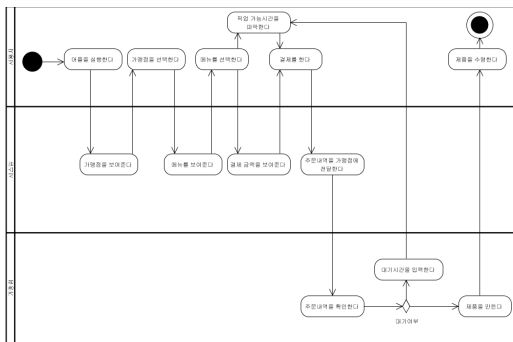 사용자
픽업 가능시간을
파악한다
어플을 실행한다
가맹점을 선택한다
메뉴를 선택한다
결제를 한다
제품을 수령한다
시스템
가맹점을 보여준다
메뉴를 보여준다
결제 금액을 보여준다
주문내역을 가맹점에
전달한다
가맹점
대기시간을 입력한다
주문내역을 확인한다
대기여부
제품을 만든다